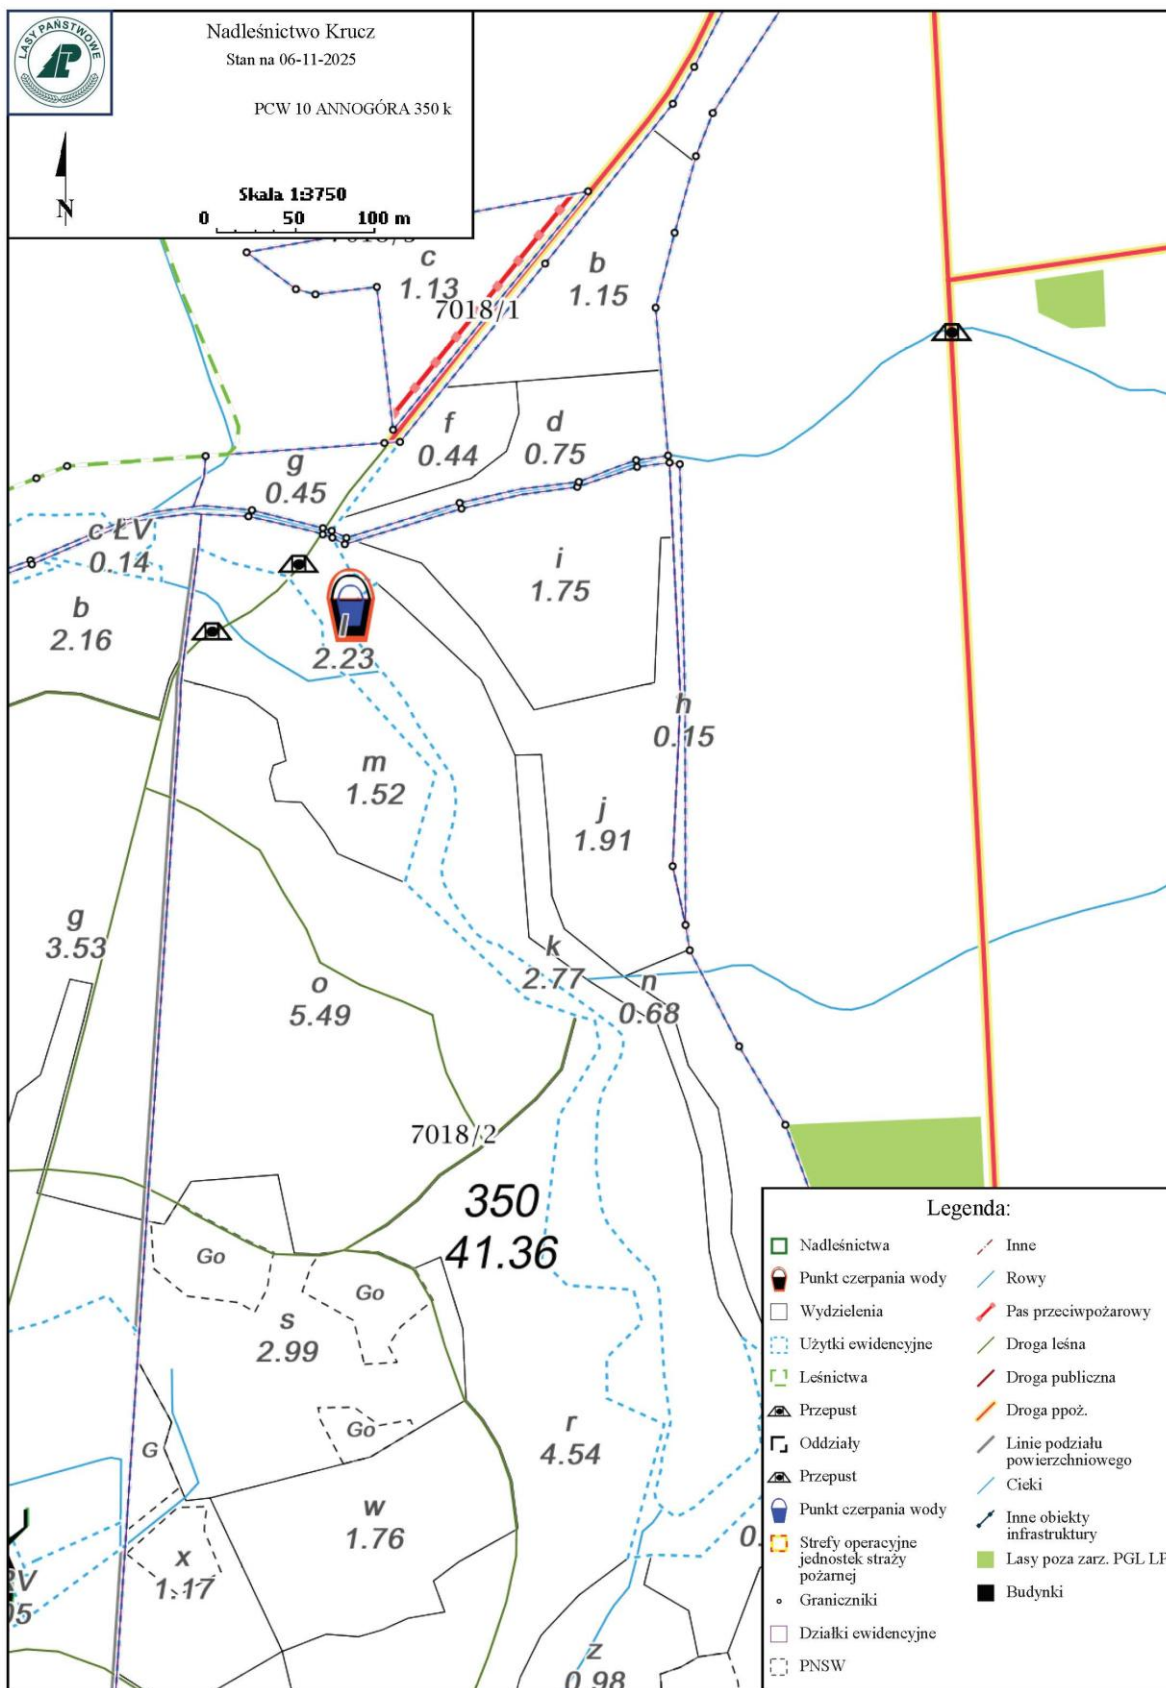 LASY PAŃSTWOWE
Nadleśnictwo Krucz
Stan na 06-11-2025
PCW 10 ANNOGÓRA 350 k
N
Skala 1:3750
0 50 100 m
c
1.13
b
1.15
7018/1
f
0.44
d
0.75
g
0.45
c ŁV
0.14
i
1.75
b
2.16
l
2.23
h
0.15
m
1.52
j
1.91
g
3.53
k
2.77
n
0.68
o
5.49
7018/2
350
41.36
Go
Go
s
2.99
Go
G
r
4.54
w
1.76
x
1.17
z
0.98
Legenda:
Nadleśnictwa
Punkt czerpania wody
Wydzielenia
Użytki ewidencyjne
Leśnictwa
Przepust
Oddziały
Przepust
Punkt czerpania wody
Strefy operacyjne
jednostek straży
pożarnej
Graniczniki
Działki ewidencyjne
PNSW
Inne
Rowy
Pas przeciwpożarowy
Droga leśna
Droga publiczna
Droga ppoż.
Linie podziału
powierzchniowego
Cieki
Inne obiekty
infrastruktury
Lasy poza zarz. PGL LP
Budynki